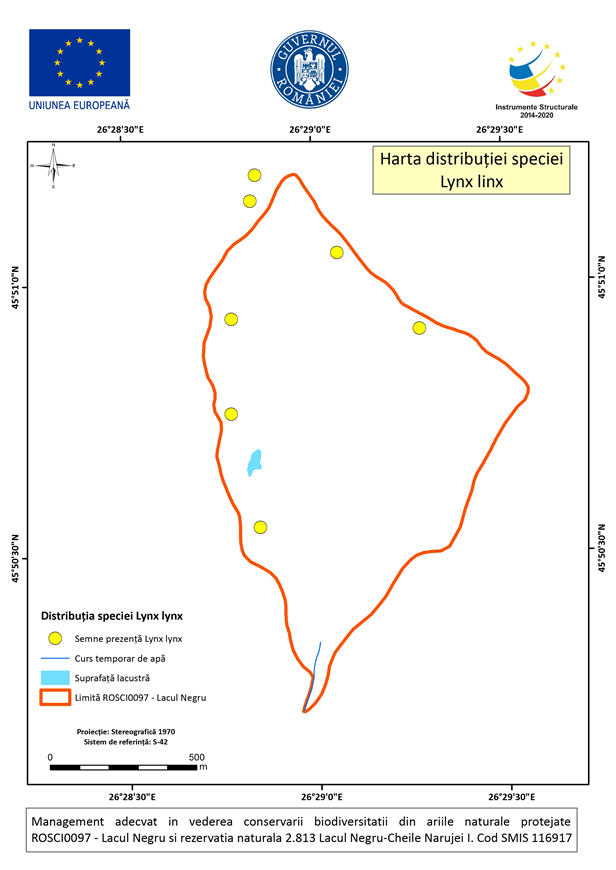 UNIUNEA EUROPEANĂ
GUVERNUL ROMÂNIEI
Instrumente Structurale
2014-2020
26°28'30"E
26°29'0"E
26°29'30"E
Harta distribuției speciei
Lynx linx
N
E
S
45°51'0"N
45°51'0"N
45°50'30"N
45°50'30"N
Distribuția speciei Lynx lynx
Semne prezență Lynx lynx
Curs temporar de apă
Suprafață lacustră
Limită ROSCI0097 - Lacul Negru
Proiecție: Stereografică 1970
Sistem de referință: S-42
0 500
m
26°28'30"E
26°29'0"E
26°29'30"E
Management adecvat in vederea conservarii biodiversitatii din ariile naturale protejate
ROSCI0097 - Lacul Negru si rezervatia naturala 2.813 Lacul Negru-Cheile Narujei I. Cod SMIS 116917